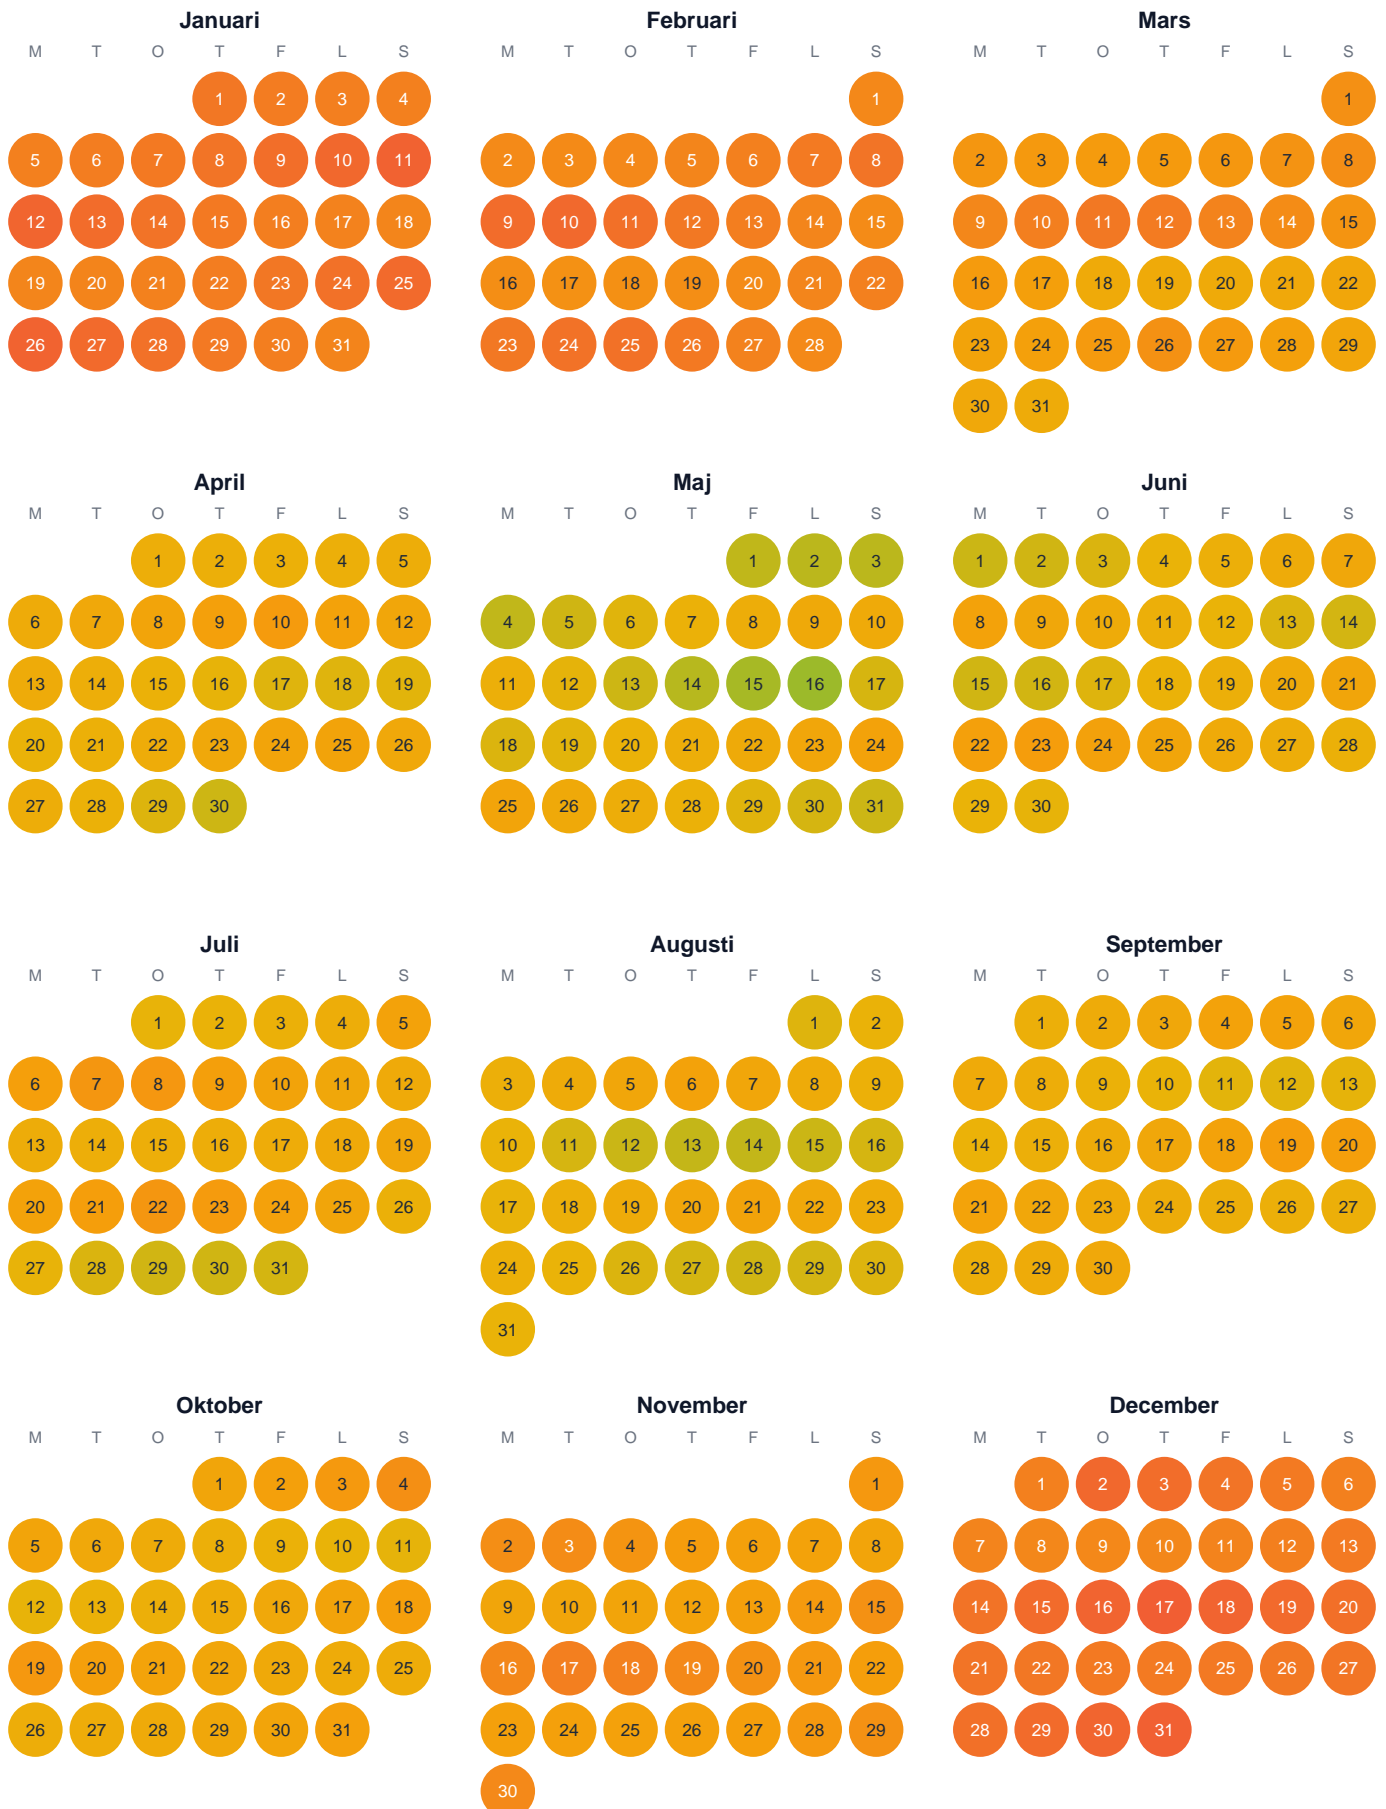 Januari
M T O T F L S
1 2 3 4
5 6 7 8 9 10 11
12 13 14 15 16 17 18
19 20 21 22 23 24 25
26 27 28 29 30 31
Februari
M T O T F L S
1
2 3 4 5 6 7 8
9 10 11 12 13 14 15
16 17 18 19 20 21 22
23 24 25 26 27 28
Mars
M T O T F L S
1
2 3 4 5 6 7 8
9 10 11 12 13 14 15
16 17 18 19 20 21 22
23 24 25 26 27 28 29
30 31
April
M T O T F L S
1 2 3 4 5
6 7 8 9 10 11 12
13 14 15 16 17 18 19
20 21 22 23 24 25 26
27 28 29 30
Maj
M T O T F L S
1 2 3
4 5 6 7 8 9 10
11 12 13 14 15 16 17
18 19 20 21 22 23 24
25 26 27 28 29 30 31
Juni
M T O T F L S
1 2 3 4 5 6 7
8 9 10 11 12 13 14
15 16 17 18 19 20 21
22 23 24 25 26 27 28
29 30
Juli
M T O T F L S
1 2 3 4 5
6 7 8 9 10 11 12
13 14 15 16 17 18 19
20 21 22 23 24 25 26
27 28 29 30 31
Augusti
M T O T F L S
1 2
3 4 5 6 7 8 9
10 11 12 13 14 15 16
17 18 19 20 21 22 23
24 25 26 27 28 29 30
31
September
M T O T F L S
1 2 3 4 5 6
7 8 9 10 11 12 13
14 15 16 17 18 19 20
21 22 23 24 25 26 27
28 29 30
Oktober
M T O T F L S
1 2 3 4
5 6 7 8 9 10 11
12 13 14 15 16 17 18
19 20 21 22 23 24 25
26 27 28 29 30 31
November
M T O T F L S
1
2 3 4 5 6 7 8
9 10 11 12 13 14 15
16 17 18 19 20 21 22
23 24 25 26 27 28 29
30
December
M T O T F L S
1 2 3 4 5 6
7 8 9 10 11 12 13
14 15 16 17 18 19 20
21 22 23 24 25 26 27
28 29 30 31